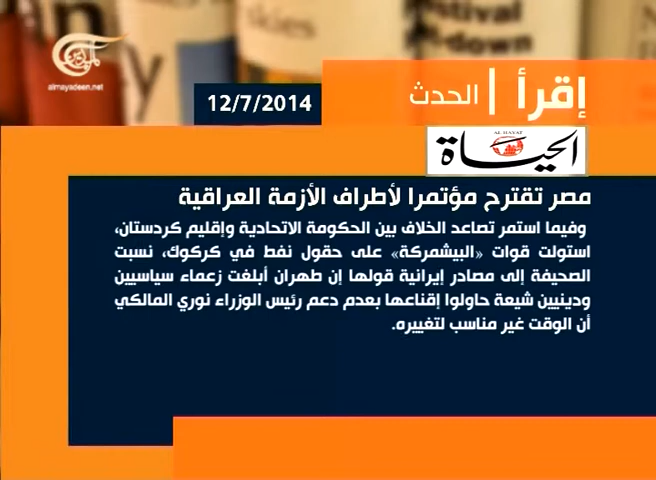 الميادين
almayadeen.net
إقرأ | الحدث
12/7/2014
AL-HAYAT
الحياة
مصر تقترح مؤتمرا لأطراف الأزمة العراقية
وفيما استمر تصاعد الخلاف بين الحكومة الاتحادية وإقليم كردستان،
استولت قوات «البيشمركة» على حقول نفط في كركوك، نسبت
الصحيفة إلى مصادر إيرانية قولها إن طهران أبلغت زعماء سياسيين
ودينيين شيعة حاولوا إقناعها بعدم دعم رئيس الوزراء نوري المالكي
أن الوقت غير مناسب لتغييره.